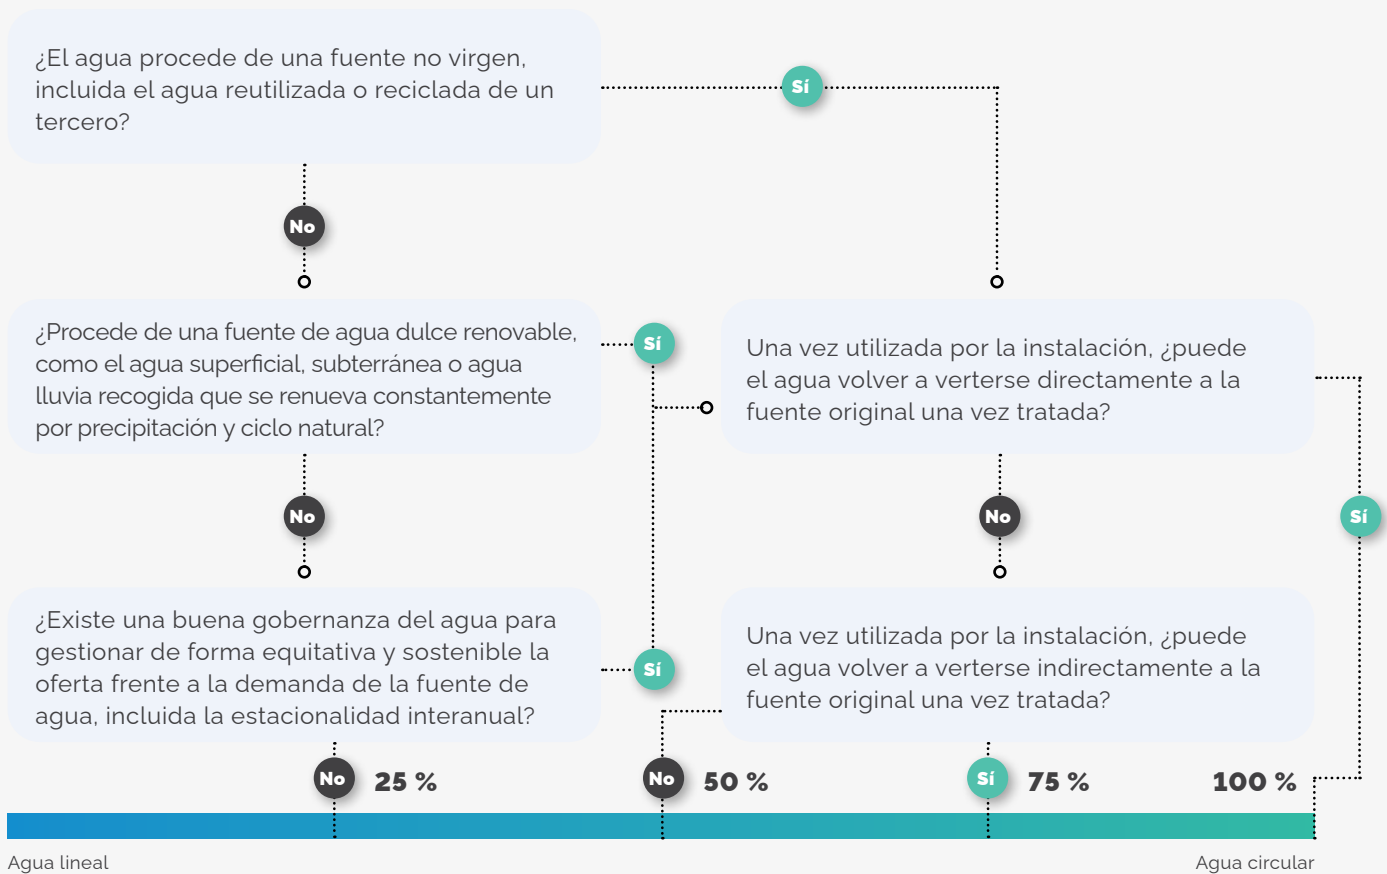 ¿El agua procede de una fuente no virgen,
incluida el agua reutilizada o reciclada de un
tercero?
Sí
No
¿Procede de una fuente de agua dulce renovable,
como el agua superficial, subterránea o agua
lluvia recogida que se renueva constantemente
por precipitación y ciclo natural?
Sí
Una vez utilizada por la instalación, ¿puede
el agua volver a verterse directamente a la
fuente original una vez tratada?
No
No
Sí
¿Existe una buena gobernanza del agua para
gestionar de forma equitativa y sostenible la
oferta frente a la demanda de la fuente de
agua, incluida la estacionalidad interanual?
Sí
Una vez utilizada por la instalación, ¿puede
el agua volver a verterse indirectamente a la
fuente original una vez tratada?
No 25 %
No 50 %
Sí 75 %
100 %
Agua lineal
Agua circular